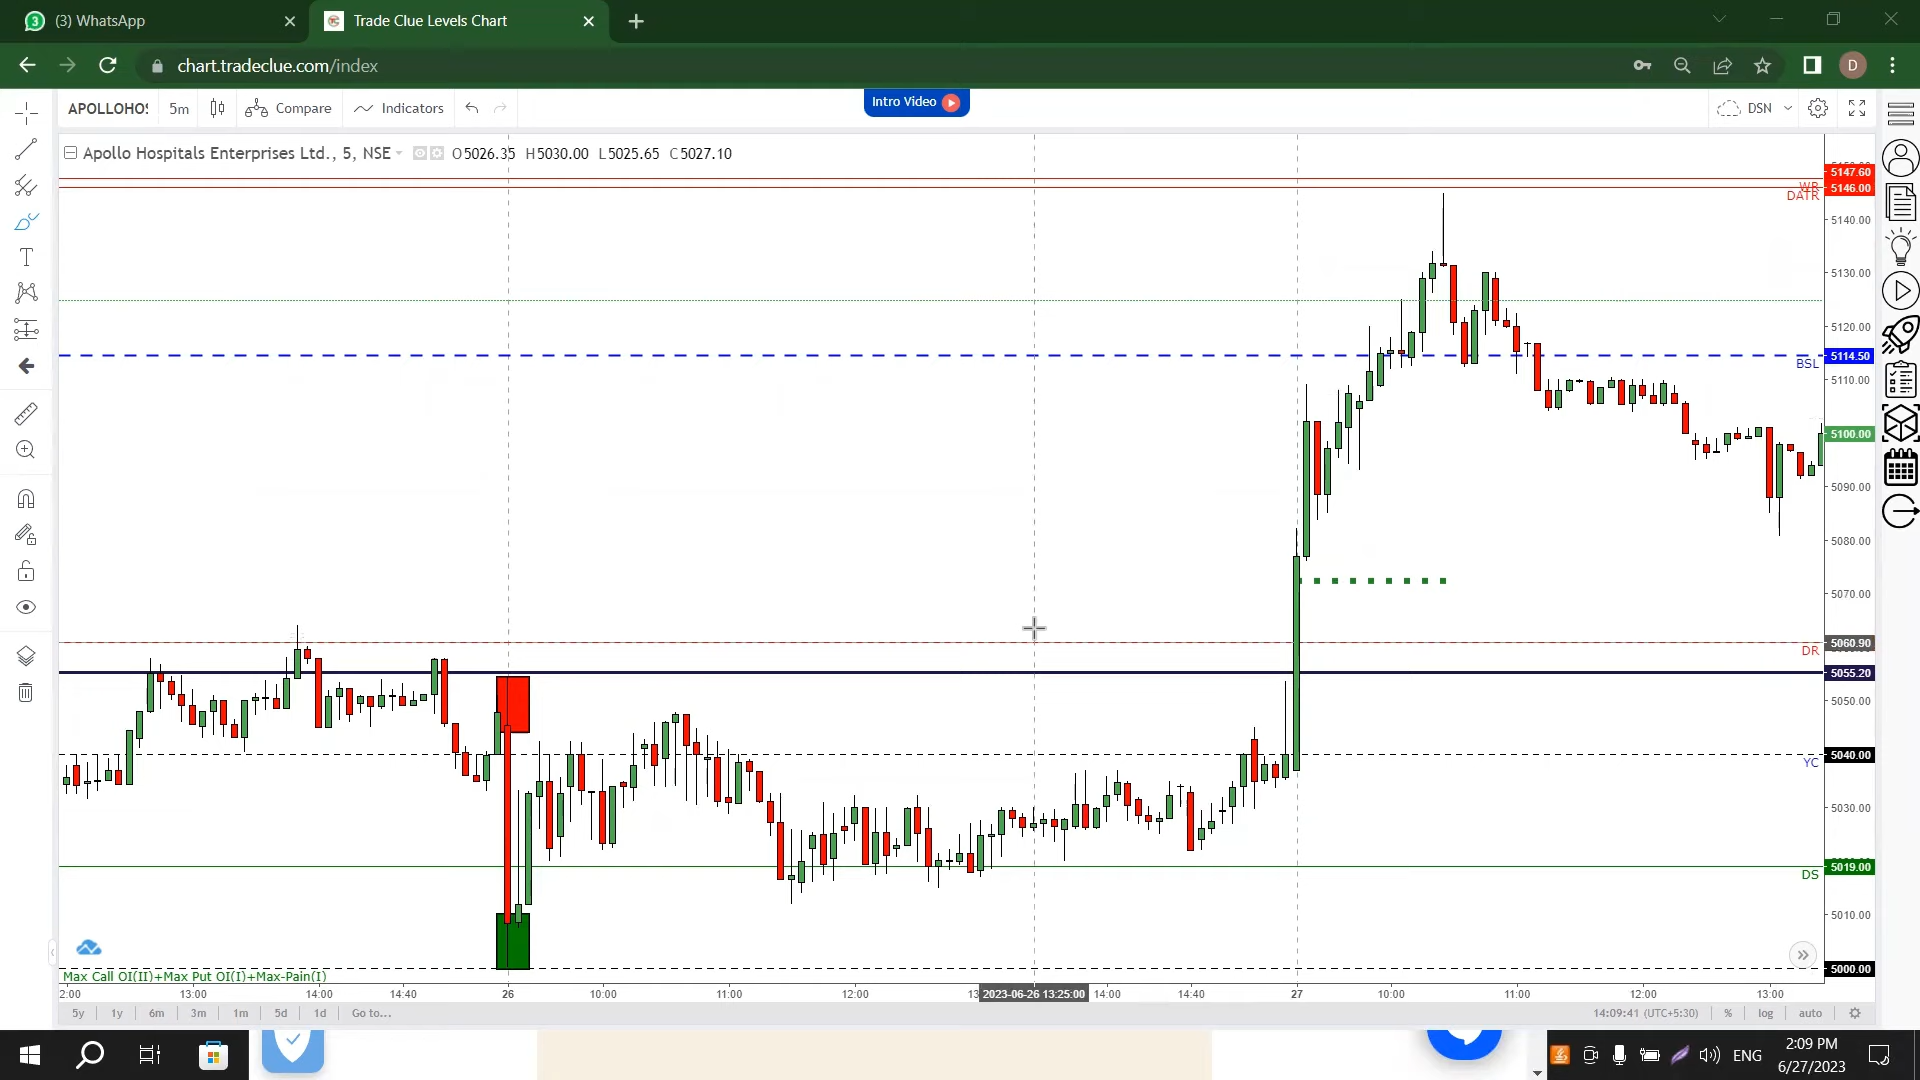 (3) WhatsApp
Trade Clue Levels Chart
chart.tradeclue.com/index
D
APOLLOHOS
5m
Compare
Indicators
Intro Video
DSN
Apollo Hospitals Enterprises Ltd., 5, NSE
O5026.35 H5030.00 L5025.65 C5027.10
5147.60
WR
5146.00
DATR
5140.00
5130.00
5120.00
5114.50
BSL
5110.00
5100.00
5090.00
5080.00
5070.00
5060.90
DR
5055.20
5050.00
5040.00
YC
5030.00
5019.00
DS
5010.00
5000.00
Max Call OI(II)+Max Put OI(I)+Max-Pain(I)
2:00 13:00 14:00 14:40 26 10:00 11:00 12:00 13 2023-06-26 13:25:00 14:00 14:40 27 10:00 11:00 12:00 13:00
5y 1y 6m 3m 1m 5d 1d Go to...
14:09:41 (UTC+5:30) % log auto
ENG
2:09 PM
6/27/2023